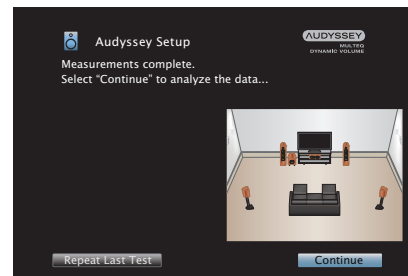 Audyssey Setup
AUDYSSEY
MULTEQ
DYNAMIC VOLUME
Measurements complete.
Select “Continue” to analyze the data...
Repeat Last Test
Continue